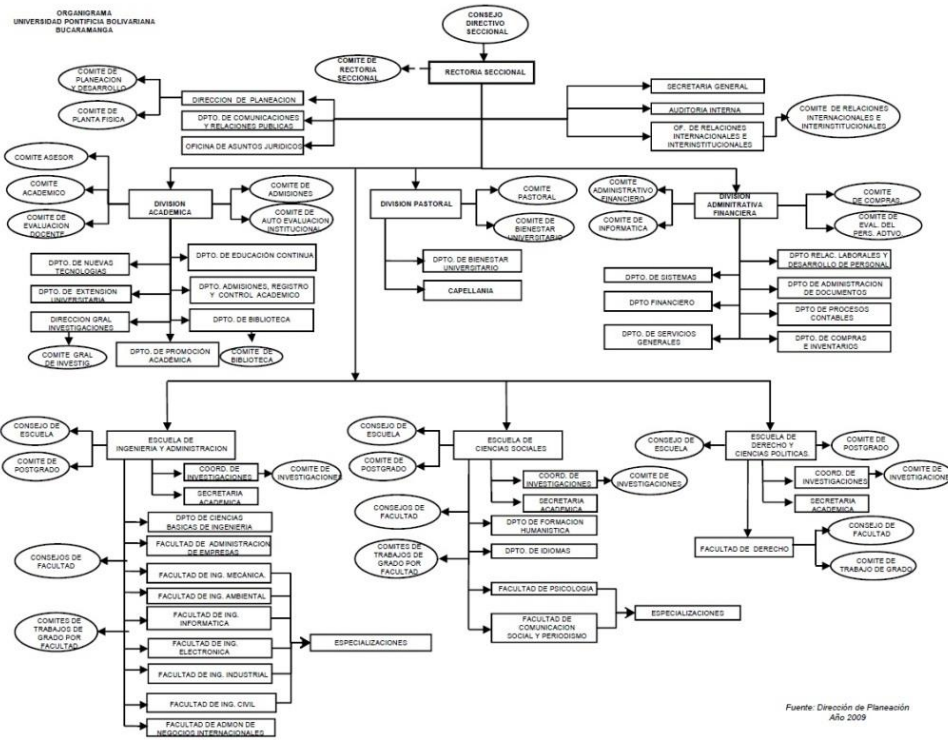 ORGANIGRAMA
UNIVERSIDAD PONTIFICIA BOLIVARIANA
BUCARAMANGA
CONSEJO
DIRECTIVO
SECCIONAL
COMITE DE
RECTORIA
SECCIONAL
RECTORIA SECCIONAL
COMITE DE
PLANEACION
Y DESARROLLO
COMITE DE
PLANTA FISICA
DIRECCION DE PLANEACION
DPTO. DE COMUNICACIONES
Y RELACIONES PUBLICAS.
OFICINA DE ASUNTOS JURIDICOS
SECRETARIA GENERAL
AUDITORIA INTERNA
OF. DE RELACIONES
INTERNACIONALES E
INTERINSTITUCIONALES
COMITE DE RELACIONES
INTERNACIONALES E
INTERINSTITUCIONALES
COMITE ASESOR
COMITE
ACADEMICO
COMITE DE
EVALUACION
DOCENTE
DIVISION
ACADEMICA
COMITE DE
ADMISIONES
COMITE DE
AUTO EVALUACION
INSTITUCIONAL
DIVISION PASTORAL
COMITE
PASTORAL
COMITE DE
BIENESTAR
UNIVERSITARIO
COMITE
ADMINISTRATIVO
FINANCIERO
COMITE DE
INFORMATICA
DIVISION
ADMINTRATIVA
FINANCIERA
COMITE
DE COMPRAS.
COMITE DE
EVAL. DEL
PERS. ADTVO.
DPTO. DE NUEVAS
TECNOLOGIAS
DPTO. DE EDUCACIÓN CONTINUA
DPTO. DE EXTENSION
UNIVERSITARIA
DPTO. ADMISIONES, REGISTRO
Y CONTROL ACADEMICO
DIRECCION GRAL
INVESTIGACIONES
DPTO. DE BIBLIOTECA
COMITE GRAL
DE INVESTIG.
DPTO. DE PROMOCIÓN
ACADÉMICA
COMITE DE
BIBLIOTECA
DPTO. DE BIENESTAR
UNIVERSITARIO
CAPELLANIA
DPTO. DE SISTEMAS
DPTO FINANCIERO
DPTO. DE SERVICIOS
GENERALES
DPTO RELAC. LABORALES Y
DESARROLLO DE PERSONAL
DPTO DE ADMINISTRACION
DE DOCUMENTOS
DPTO DE PROCESOS
CONTABLES
DPTO. DE COMPRAS
E INVENTARIOS
CONSEJO DE
ESCUELA
COMITE DE
POSTGRADO
ESCUELA DE
INGENIERIA Y ADMINISTRACION
COORD. DE
INVESTIGACIONES
COMITE DE
INVESTIGACIONES
SECRETARIA
ACADEMICA
DPTO DE CIENCIAS
BASICAS DE INGENIERIA
FACULTAD DE ADMINISTRACION
DE EMPRESAS
CONSEJOS DE
FACULTAD
FACULTAD DE ING. MECÁNICA.
FACULTAD DE ING. AMBIENTAL
FACULTAD DE ING.
INFORMATICA
COMITES DE
TRABAJOS DE
GRADO POR
FACULTAD
FACULTAD DE ING.
ELECTRONICA
FACULTAD DE ING. INDUSTRIAL
FACULTAD DE ING. CIVIL
FACULTAD DE ADMON DE
NEGOCIOS INTERNACIONALES
ESPECIALIZACIONES
CONSEJO DE
ESCUELA
COMITE DE
POSTGRADO
ESCUELA DE
CIENCIAS SOCIALES
COORD. DE
INVESTIGACIONES
COMITE DE
INVESTIGACIONES
SECRETARIA
ACADEMICA
CONSEJOS DE
FACULTAD
DPTO DE FORMACION
HUMANISTICA
COMITES DE
TRABAJOS DE
GRADO POR
FACULTAD
DPTO. DE IDIOMAS
FACULTAD DE PSICOLOGIA
FACULTAD DE
COMUNICACION
SOCIAL Y PERIODISMO
ESPECIALIZACIONES
CONSEJO DE
ESCUELA
ESCUELA DE
DERECHO Y
CIENCIAS POLITICAS.
COMITE DE
POSTGRADO
COORD. DE
INVESTIGACIONES
COMITE DE
INVESTIGACIONES
SECRETARIA
ACADEMICA
FACULTAD DE DERECHO
CONSEJO DE
FACULTAD
COMITE DE
TRABAJO DE GRADO
Fuente: Dirección de Planeación
Año 2009